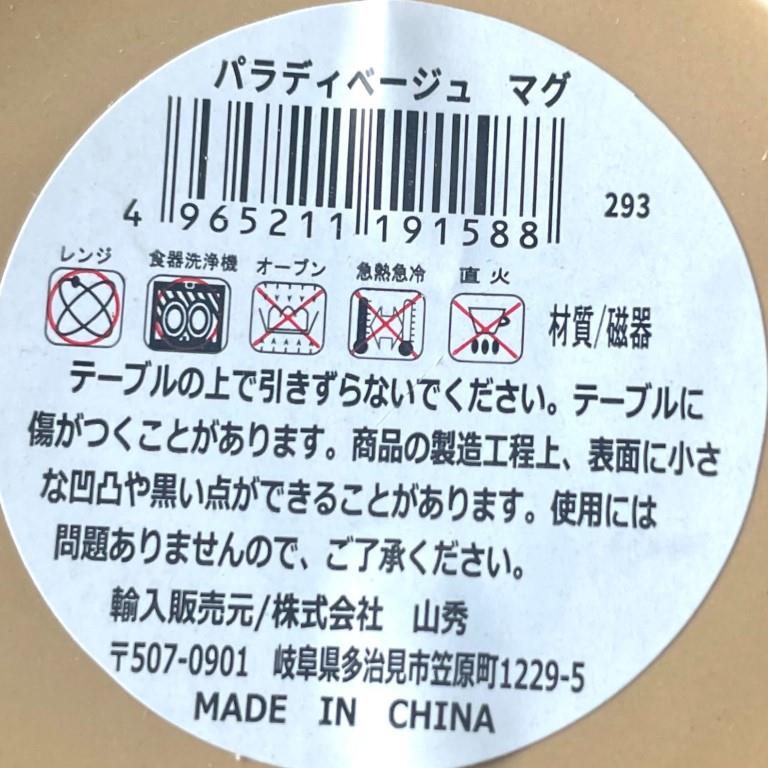 パラディベージュ　マグ
4 965211 191588
293
レンジ 食器洗浄機 オーブン 急熱急冷 直火
材質/磁器
テーブルの上で引きずらないでください。テーブルに
傷がつくことがあります。商品の製造工程上、表面に小さ
な凹凸や黒い点ができることがあります。使用には
問題ありませんので、ご了承ください。
輸入販売元/株式会社　山秀
〒507-0901　岐阜県多治見市笠原町1229-5
MADE IN CHINA